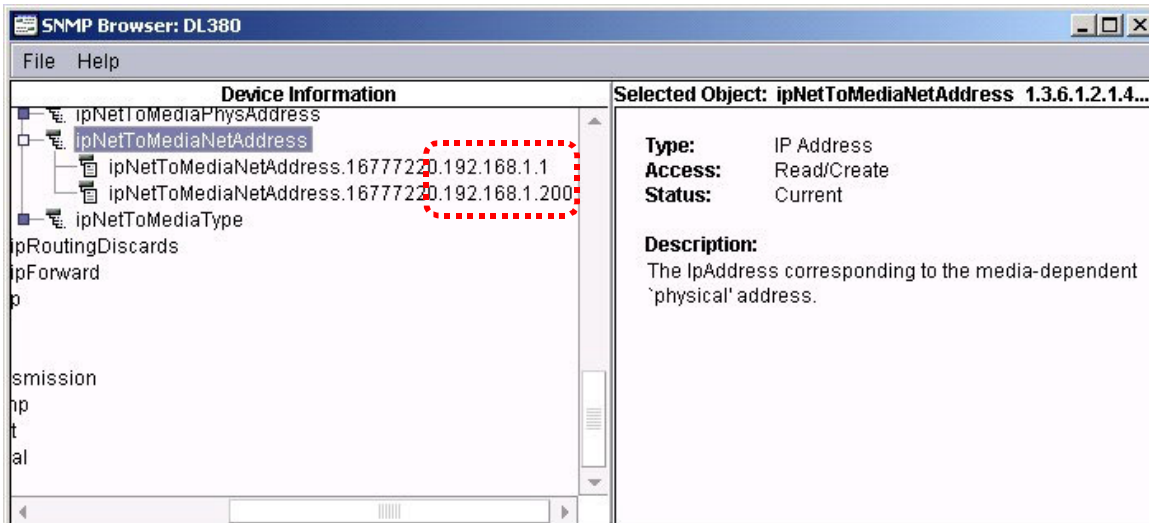 SNMP Browser: DL380
File Help
Device Information
ipNetToMediaPhysAddress
ipNetToMediaNetAddress
ipNetToMediaNetAddress.16777220.192.168.1.1
ipNetToMediaNetAddress.16777220.192.168.1.200
ipNetToMediaType
ipRoutingDiscards
ipForward
p
smission
np
t
al
Selected Object: ipNetToMediaNetAddress 1.3.6.1.2.1.4...
Type: IP Address
Access: Read/Create
Status: Current
Description:
The IpAddress corresponding to the media-dependent
`physical' address.